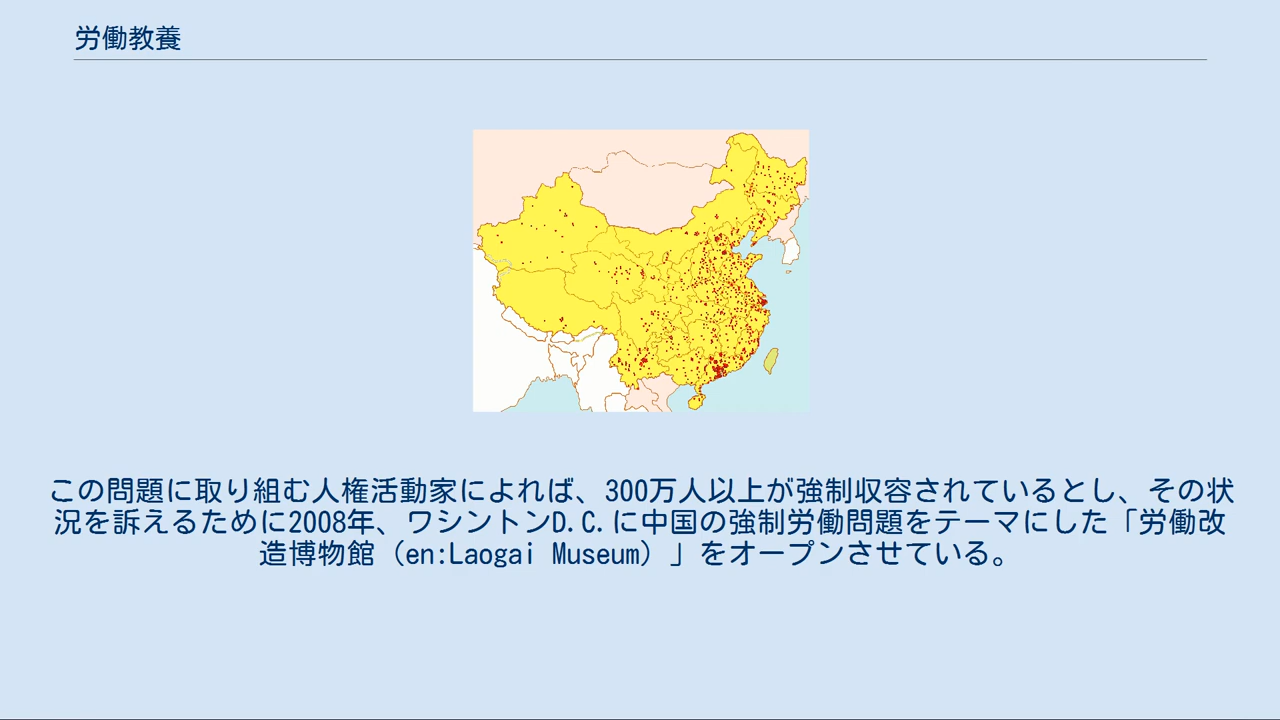 労働教養
この問題に取り組む人権活動家によれば、300万人以上が強制収容されているとし、その状
況を訴えるために2008年、ワシントンD.C.に中国の強制労働問題をテーマにした「労働改
造博物館（en:Laogai Museum）」をオープンさせている。